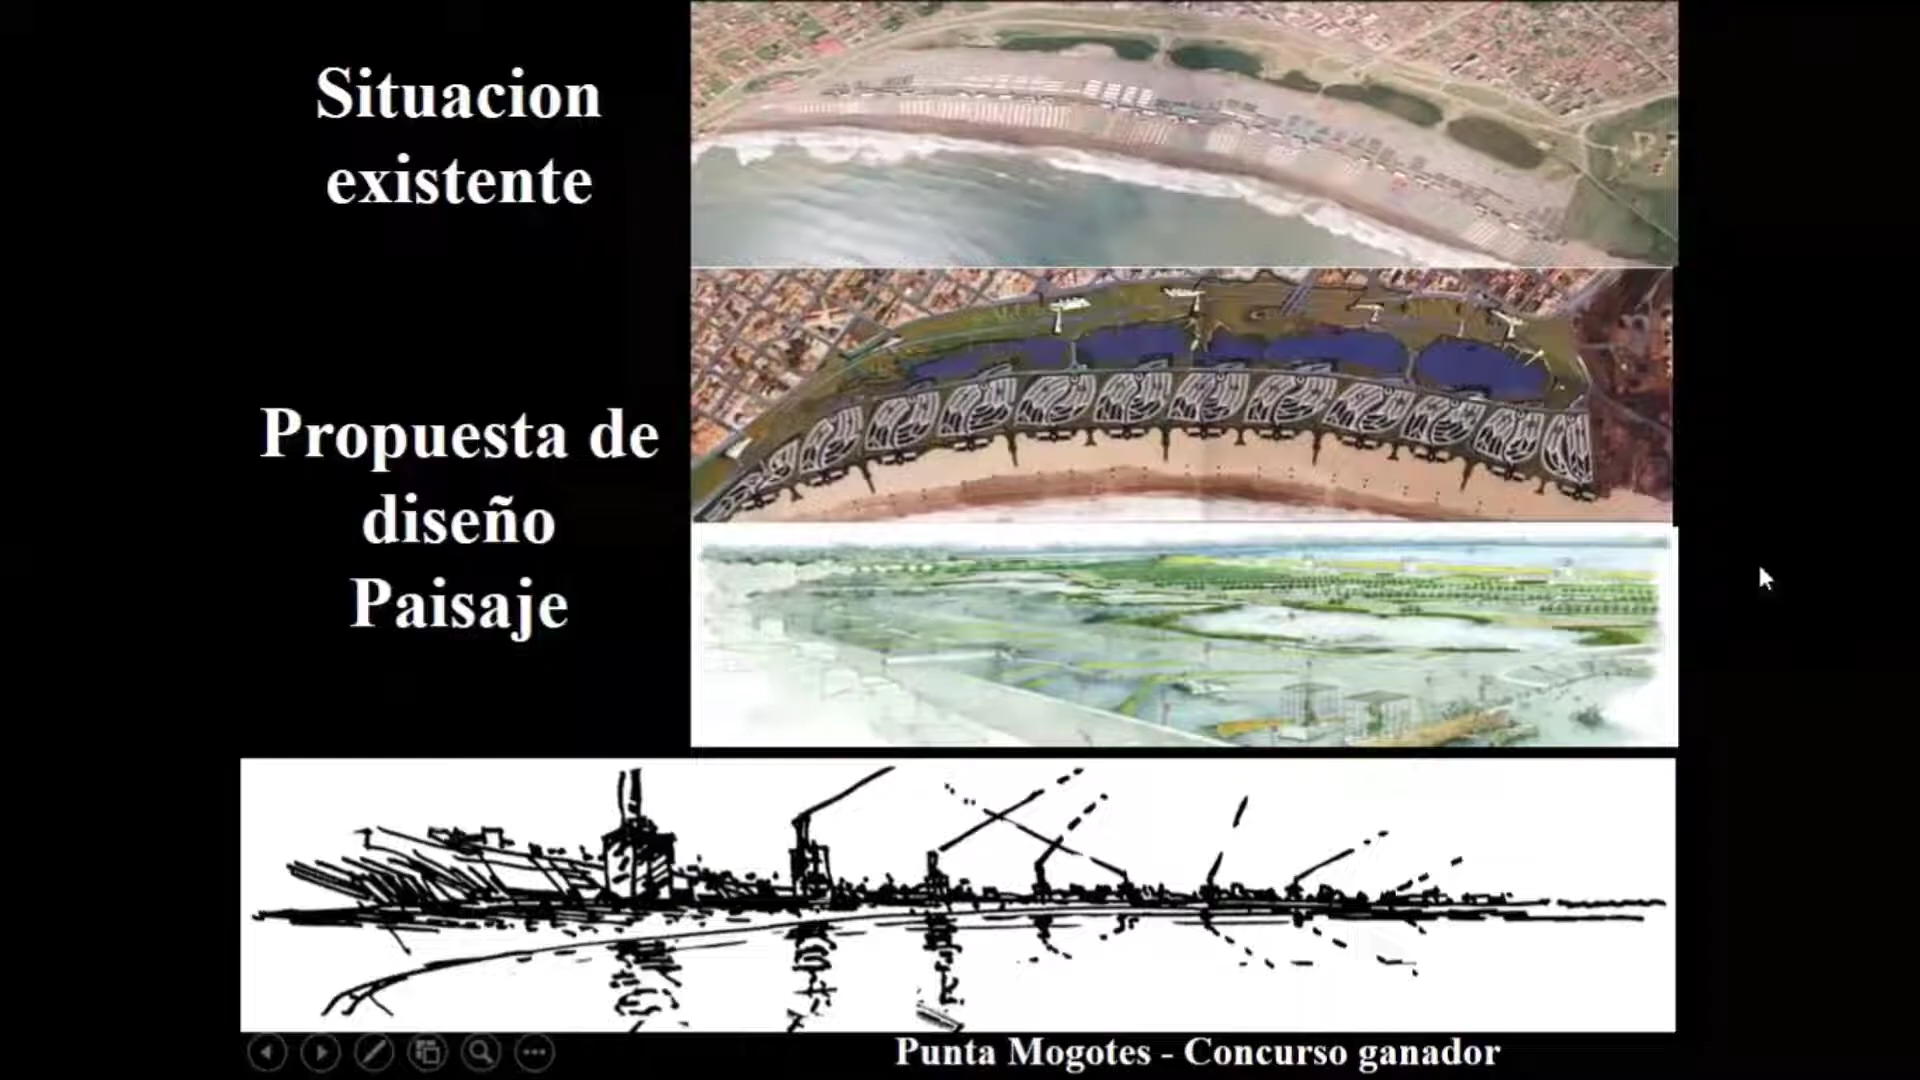 Situacion
existente
Propuesta de
diseño
Paisaje
Punta Mogotes - Concurso ganador